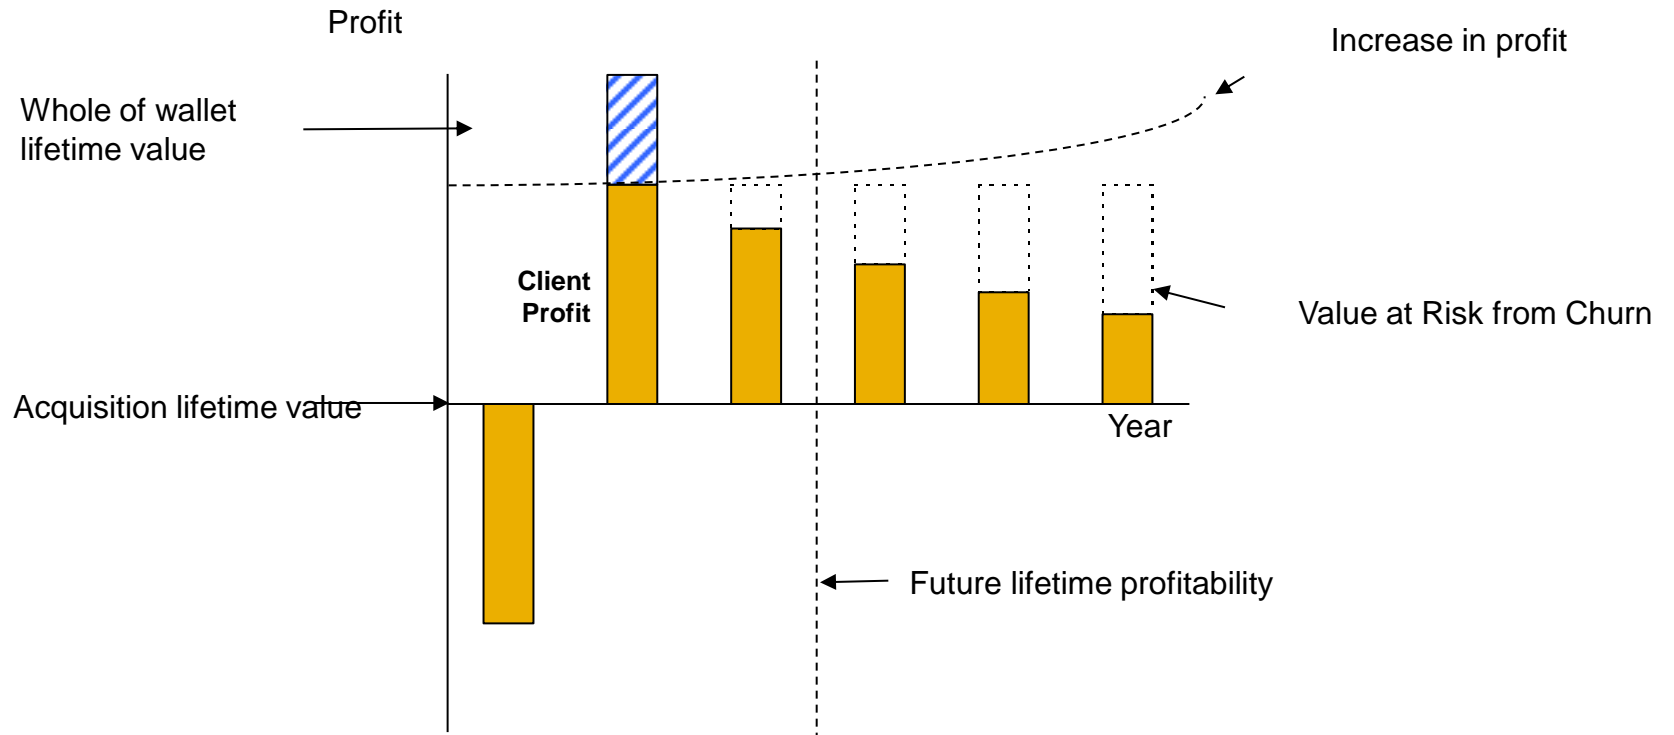 Profit
Increase in profit
Whole of wallet
lifetime value
Client
Profit
Value at Risk from Churn
Acquisition lifetime value
Year
Future lifetime profitability